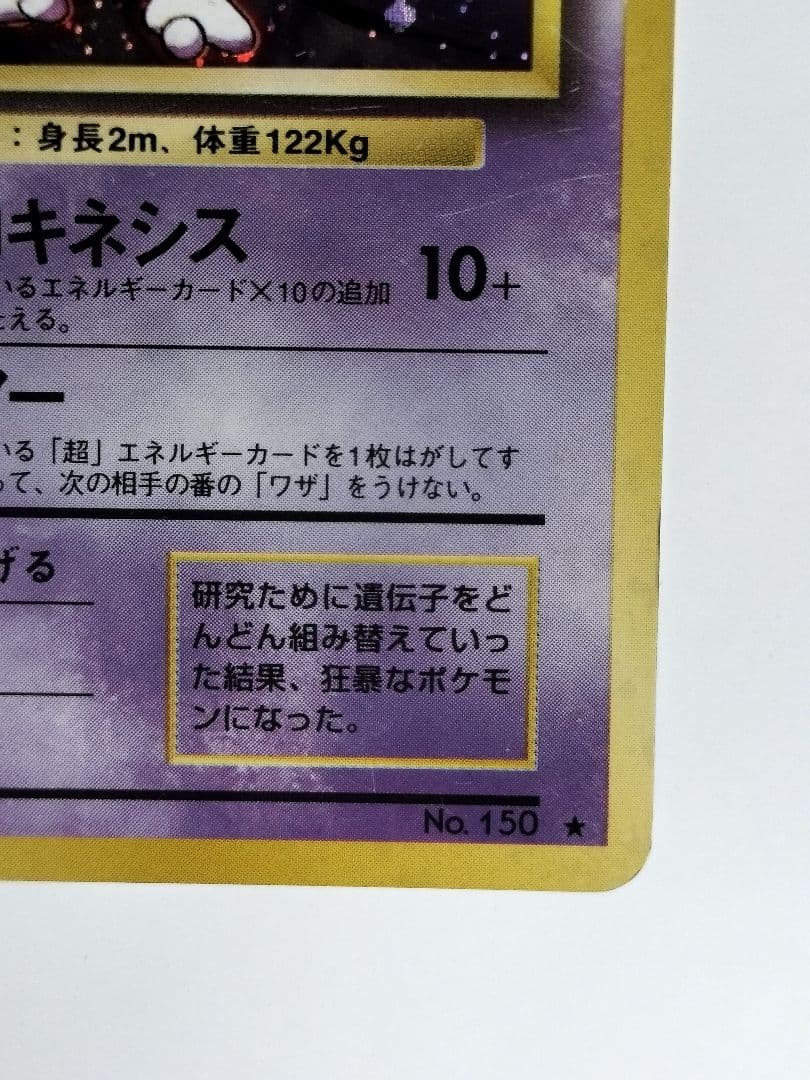 ：身長2m、体重122Kg
キネシス
いるエネルギーカード×10の追加
10+
える。
ー
いる「超」エネルギーカードを1枚はがしてす
って、次の相手の番の「ワザ」をうけない。
げる
研究ために遺伝子をど
んどん組み替えていっ
た結果、狂暴なポケモ
ンになった。
No. 150 ★